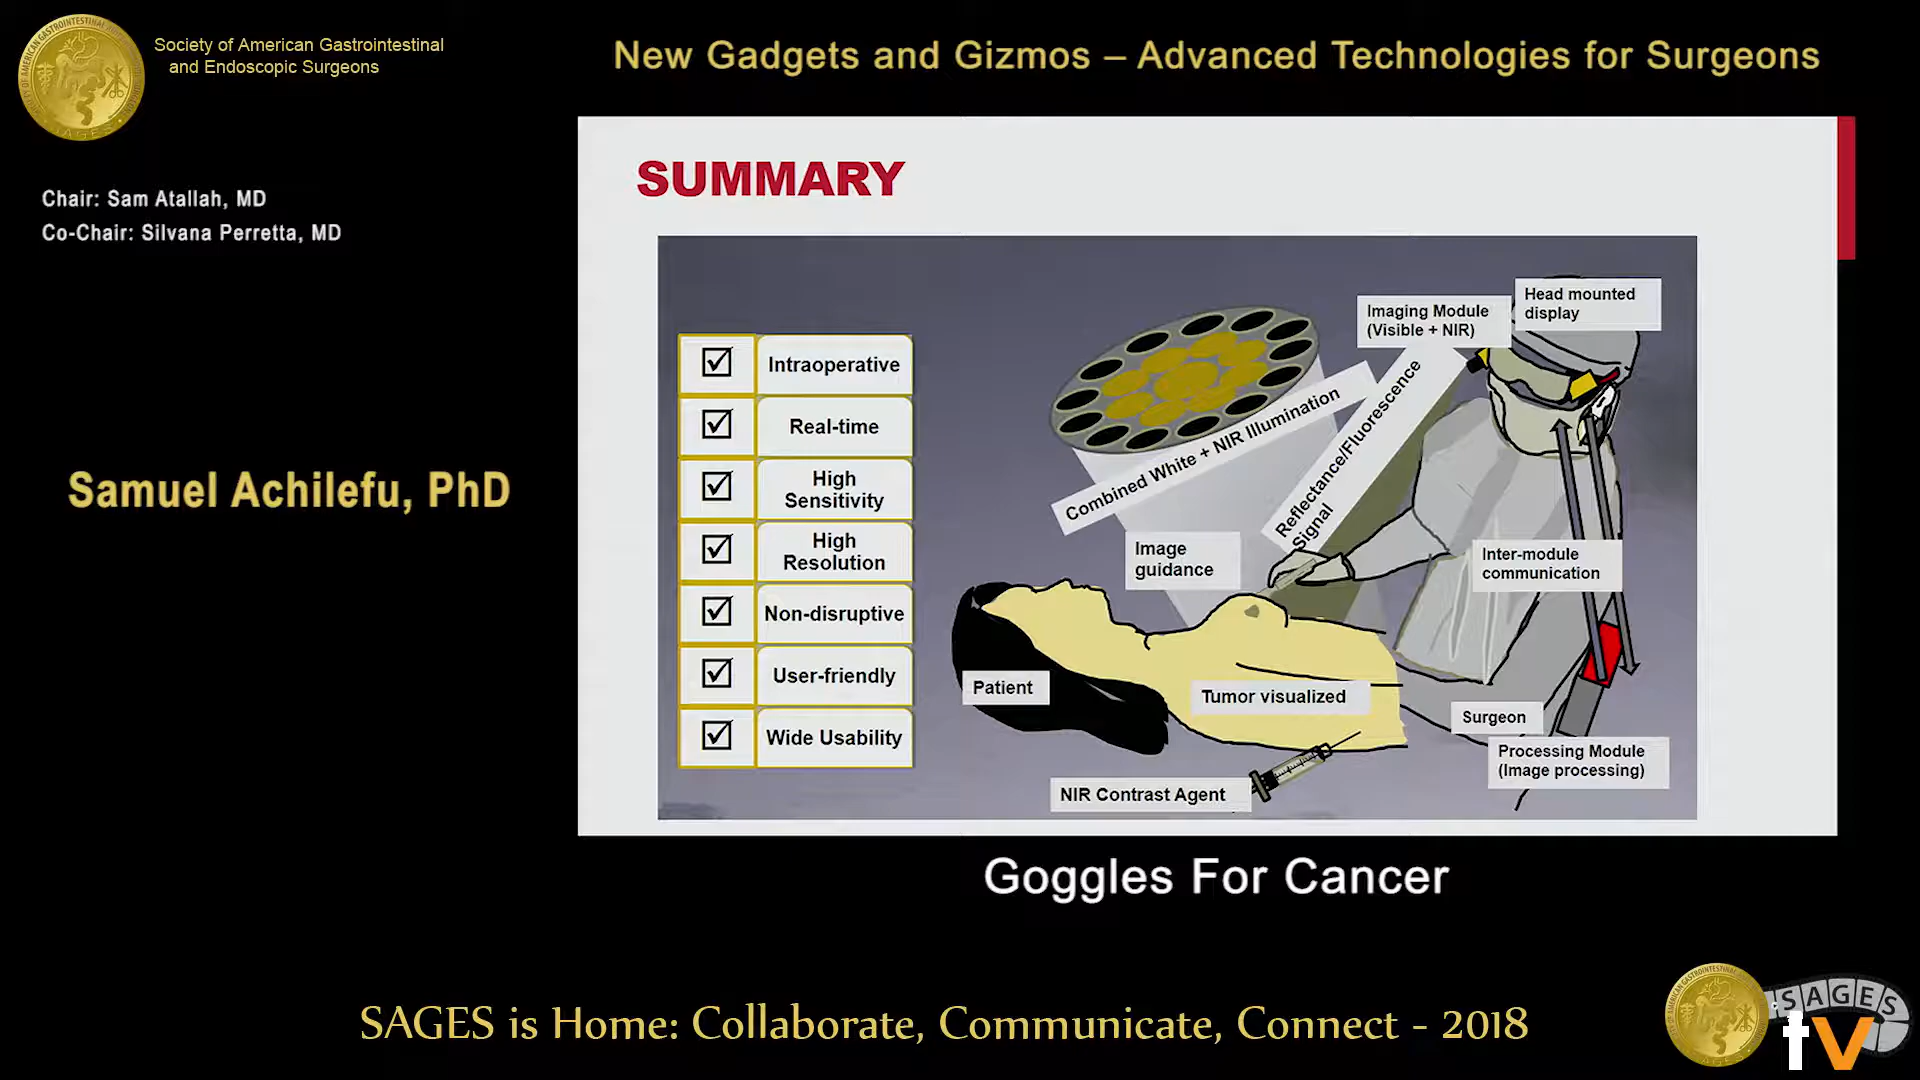 Society of American Gastrointestinal
and Endoscopic Surgeons
New Gadgets and Gizmos – Advanced Technologies for Surgeons
Chair: Sam Atallah, MD
Co-Chair: Silvana Perretta, MD
Samuel Achilefu, PhD
SUMMARY
Intraoperative
Real-time
High
Sensitivity
High
Resolution
Non-disruptive
User-friendly
Wide Usability
Combined White + NIR Illumination
Reflectance/Fluorescence
Signal
Imaging Module
(Visible + NIR)
Head mounted
display
Image
guidance
Inter-module
communication
Patient
Tumor visualized
Surgeon
Processing Module
(Image processing)
NIR Contrast Agent
Goggles For Cancer
SAGES is Home: Collaborate, Communicate, Connect - 2018
SAGES
tv